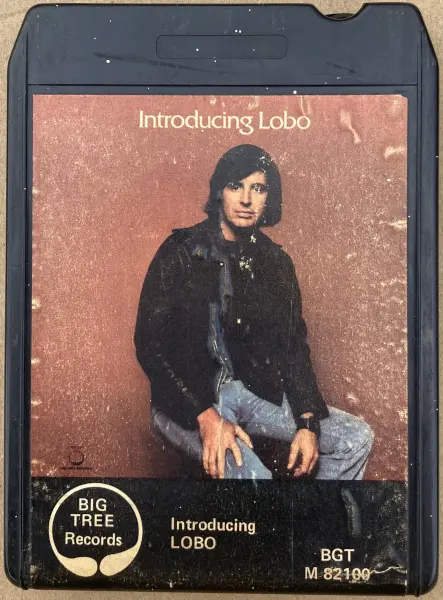 Introducing Lobo
BIG
TREE
Records
Introducing
LOBO
BGT
M 82100